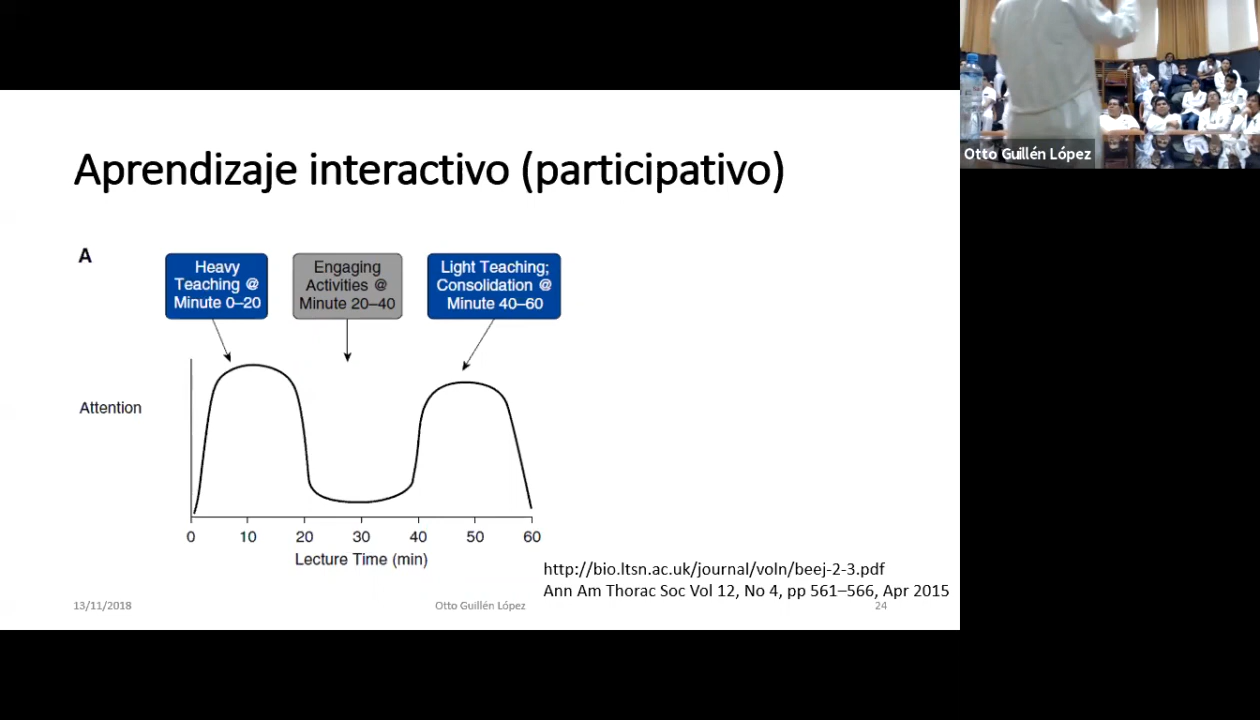 Otto Guillén López
Aprendizaje interactivo (participativo)
A
Heavy
Teaching @
Minute 0–20
Engaging
Activities @
Minute 20–40
Light Teaching;
Consolidation @
Minute 40–60
Attention
0 10 20 30 40 50 60
Lecture Time (min)
http://bio.ltsn.ac.uk/journal/voln/beej-2-3.pdf
Ann Am Thorac Soc Vol 12, No 4, pp 561–566, Apr 2015
13/11/2018 Otto Guillén López 24